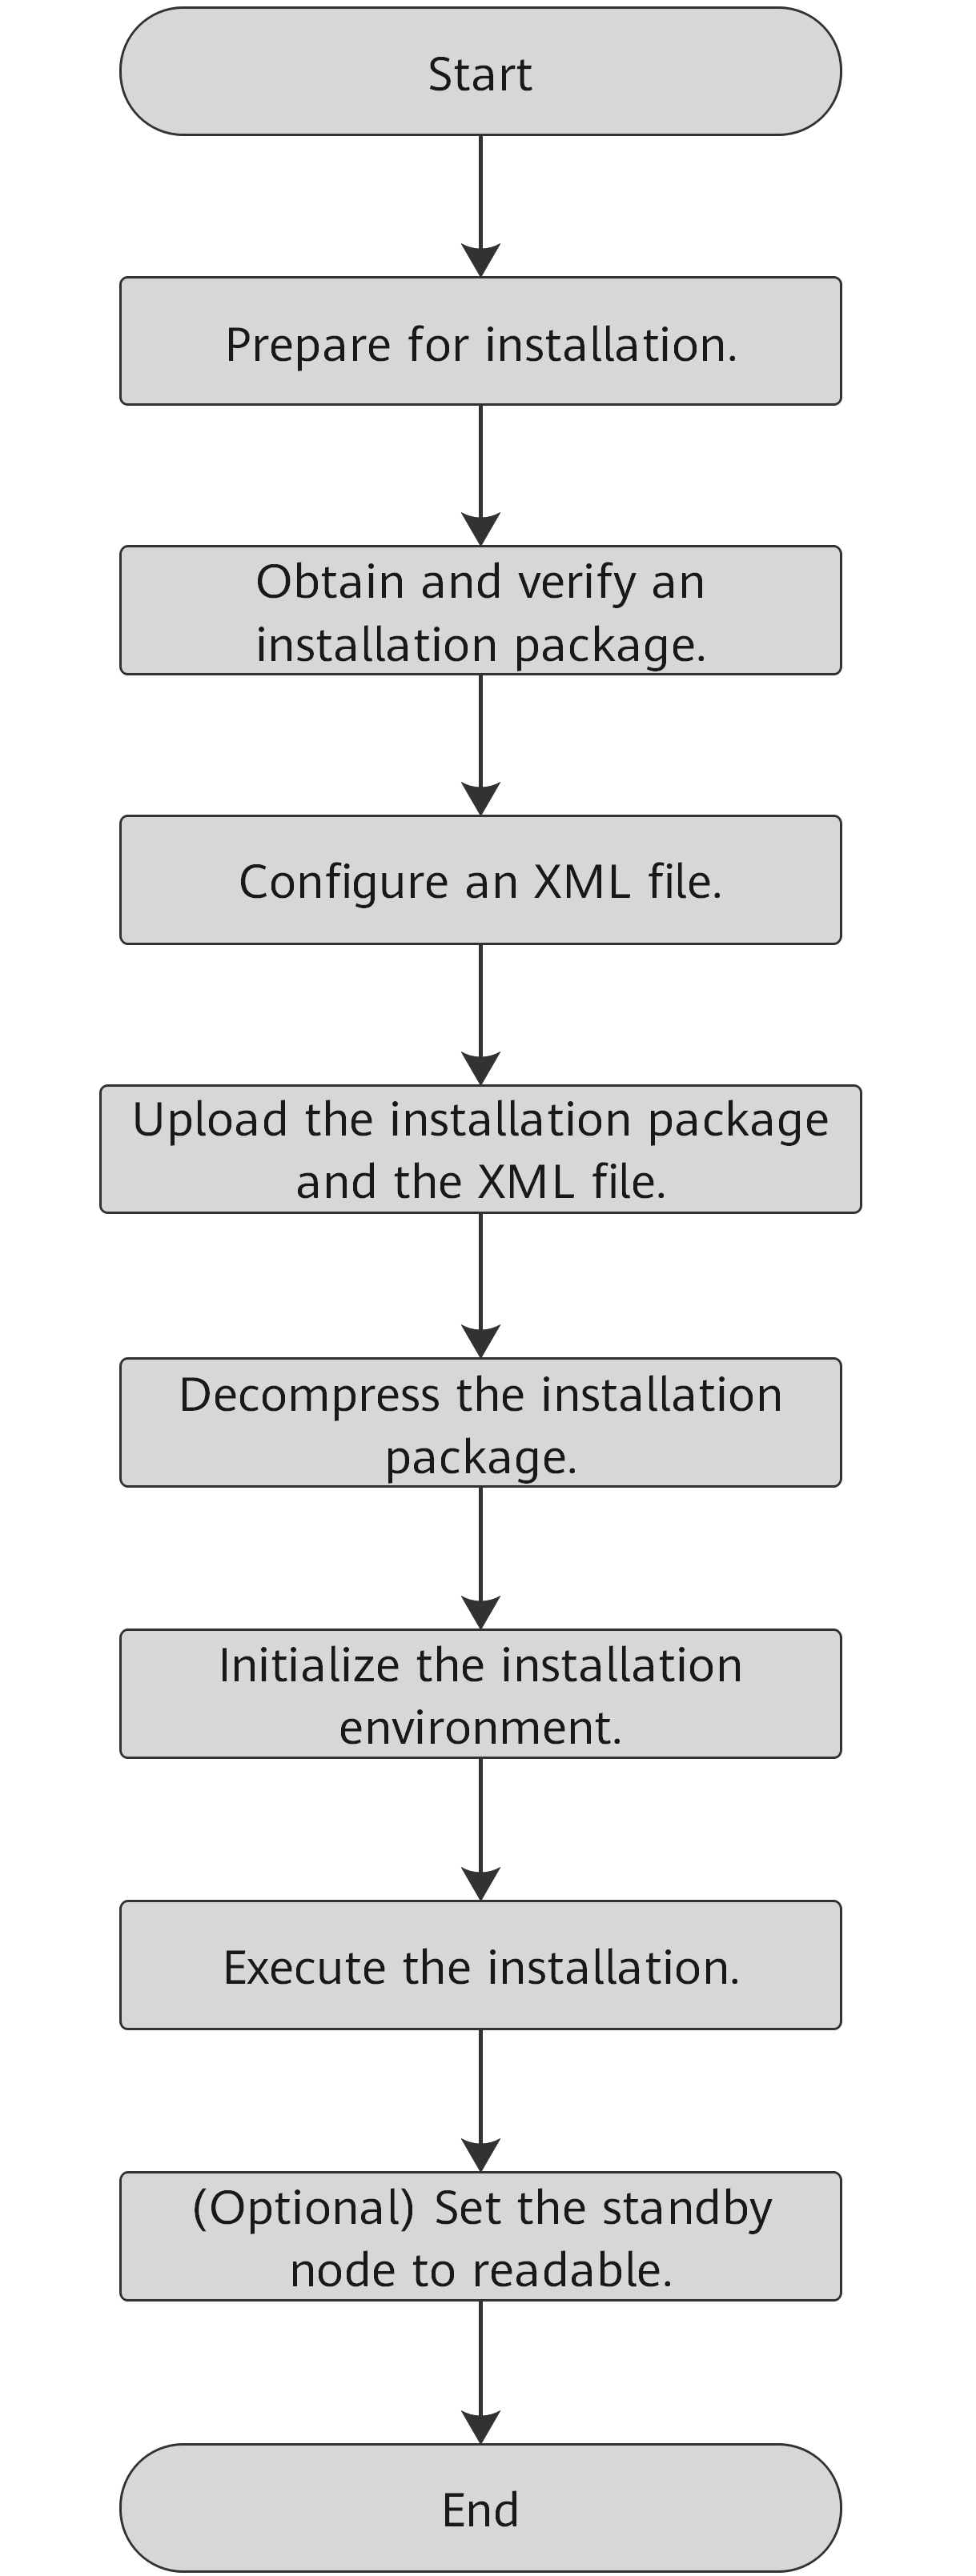 Start
Prepare for installation.
Obtain and verify an
installation package.
Configure an XML file.
Upload the installation package
and the XML file.
Decompress the installation
package.
Initialize the installation
environment.
Execute the installation.
(Optional) Set the standby
node to readable.
End